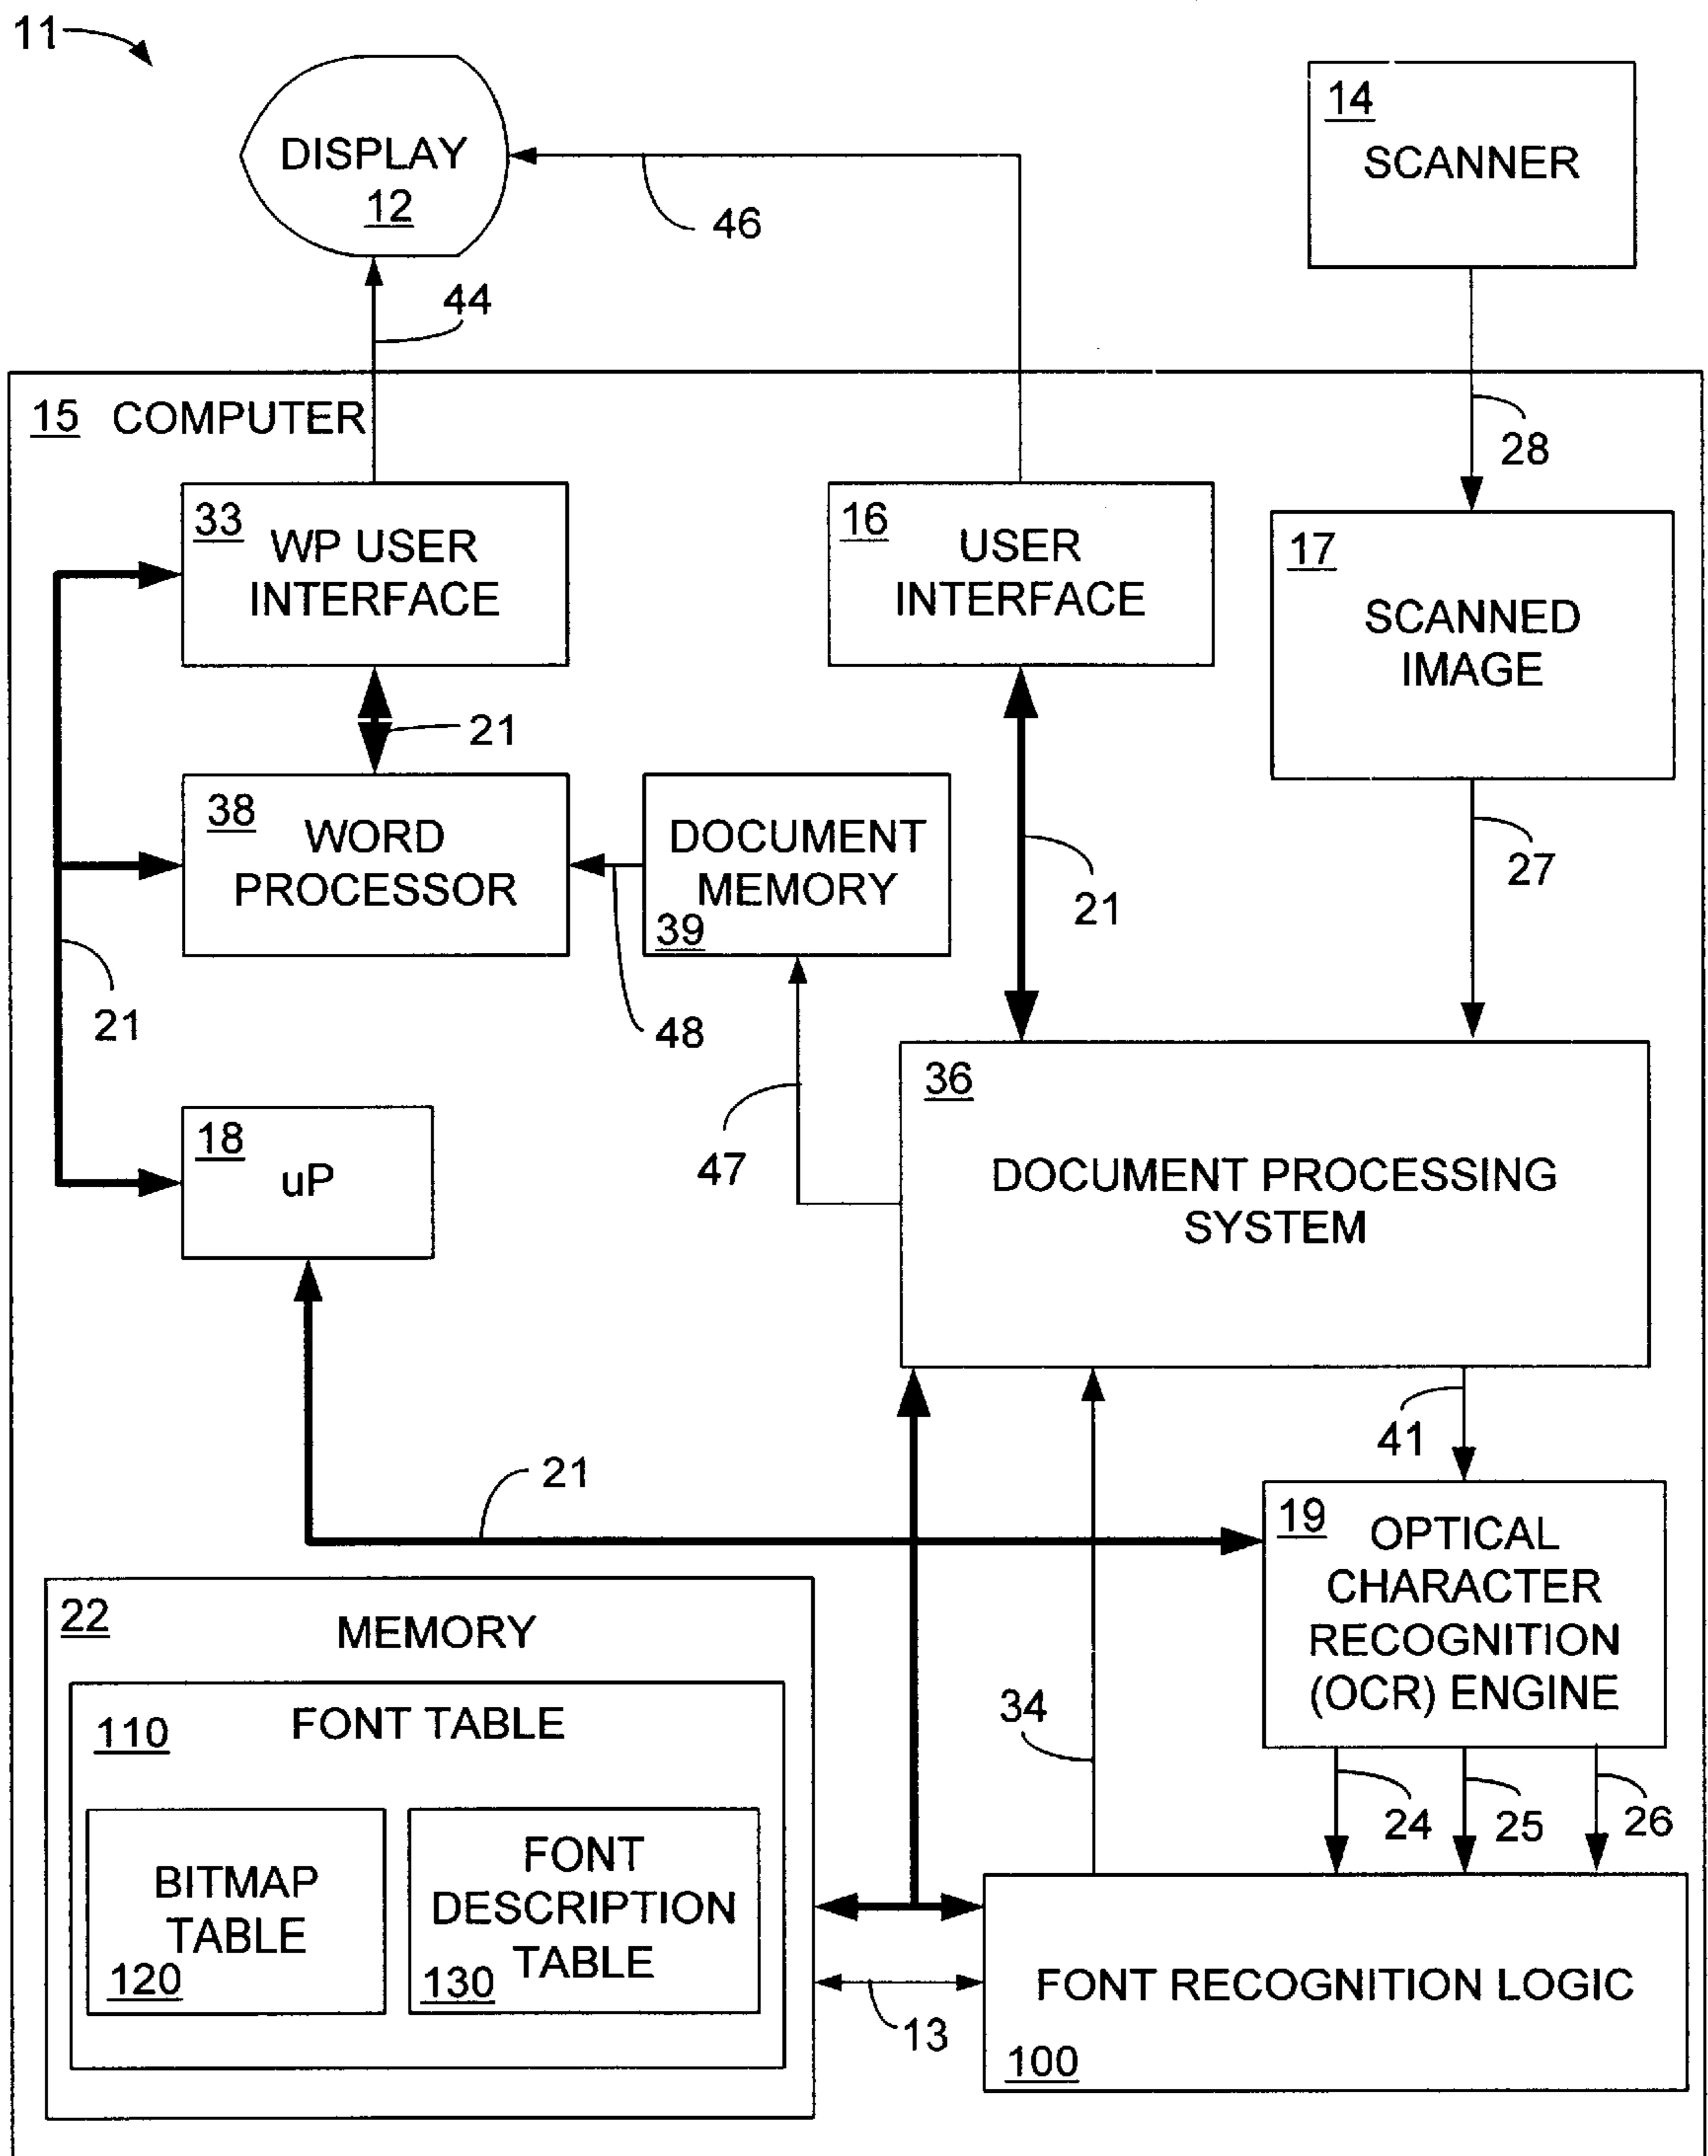 11
DISPLAY
12
46
14
SCANNER
44
28
15 COMPUTER
33
WP USER
INTERFACE
16
USER
INTERFACE
17
SCANNED
IMAGE
21
38
WORD
PROCESSOR
DOCUMENT
MEMORY
39
21
27
21
48
47
36
DOCUMENT PROCESSING
SYSTEM
18
uP
41
21
19
OPTICAL
CHARACTER
RECOGNITION
(OCR) ENGINE
22
MEMORY
110
FONT TABLE
34
24
25
26
BITMAP
TABLE
120
FONT
DESCRIPTION
TABLE
130
13
FONT RECOGNITION LOGIC
100